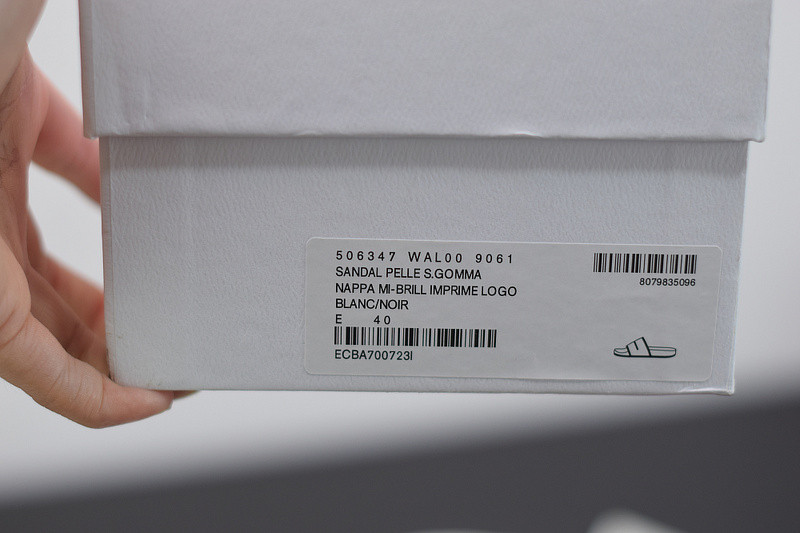 506347 WAL00 9061
SANDAL PELLE S.GOMMA
NAPPA MI-BRILL IMPRIME LOGO
BLANC/NOIR
E 40
ECBA700723I
8079835096